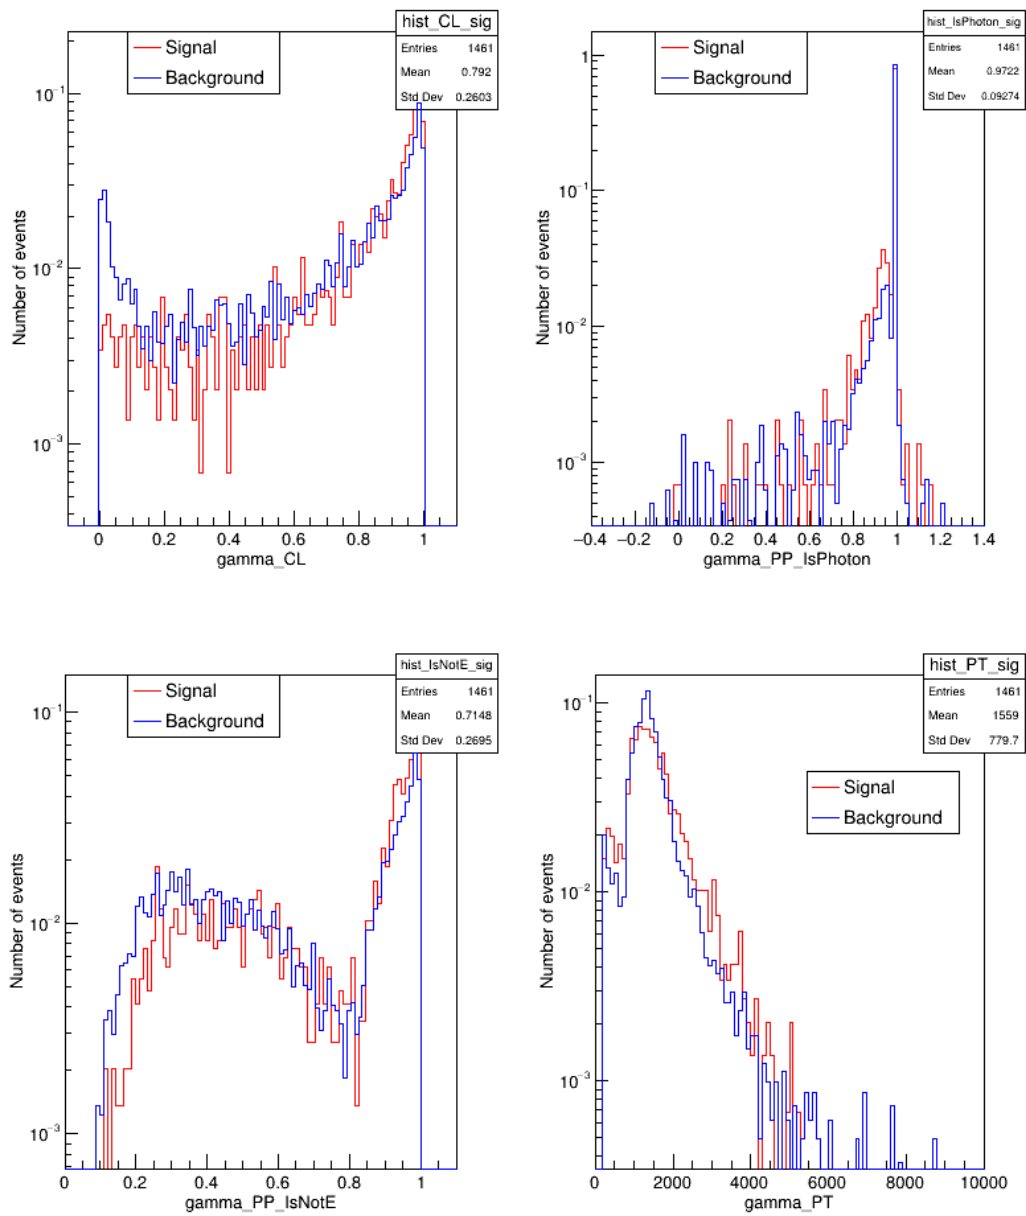 hist_CL_sig
Entries 1461
Mean 0.792
Std Dev 0.2603
Signal
Background
Number of events
10⁻¹
10⁻²
10⁻³
0 0.2 0.4 0.6 0.8 1
gamma_CL
hist_IsPhoton_sig
Entries 1461
Mean 0.9722
Std Dev 0.09274
Signal
Background
Number of events
1
10⁻¹
10⁻²
10⁻³
−0.4 −0.2 0 0.2 0.4 0.6 0.8 1 1.2 1.4
gamma_PP_IsPhoton
hist_IsNotE_sig
Entries 1461
Mean 0.7148
Std Dev 0.2695
Signal
Background
Number of events
10⁻¹
10⁻²
10⁻³
0 0.2 0.4 0.6 0.8 1
gamma_PP_IsNotE
hist_PT_sig
Entries 1461
Mean 1559
Std Dev 779.7
Signal
Background
Number of events
10⁻¹
10⁻²
10⁻³
0 2000 4000 6000 8000 10000
gamma_PT